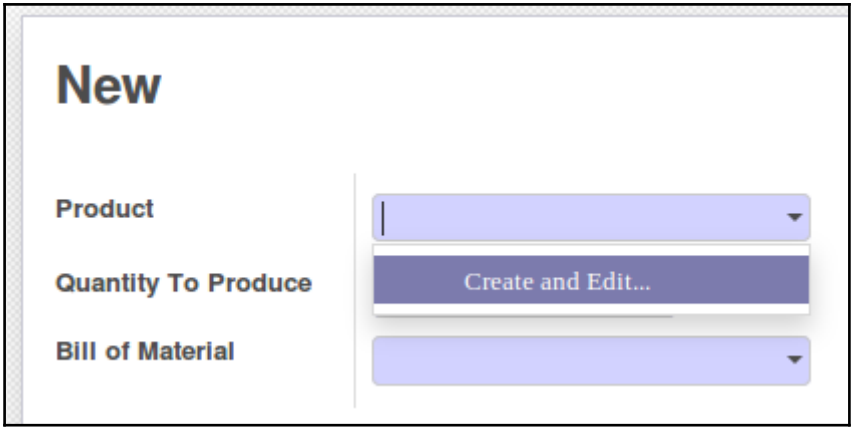 New
Product
Quantity To Produce
Create and Edit...
Bill of Material